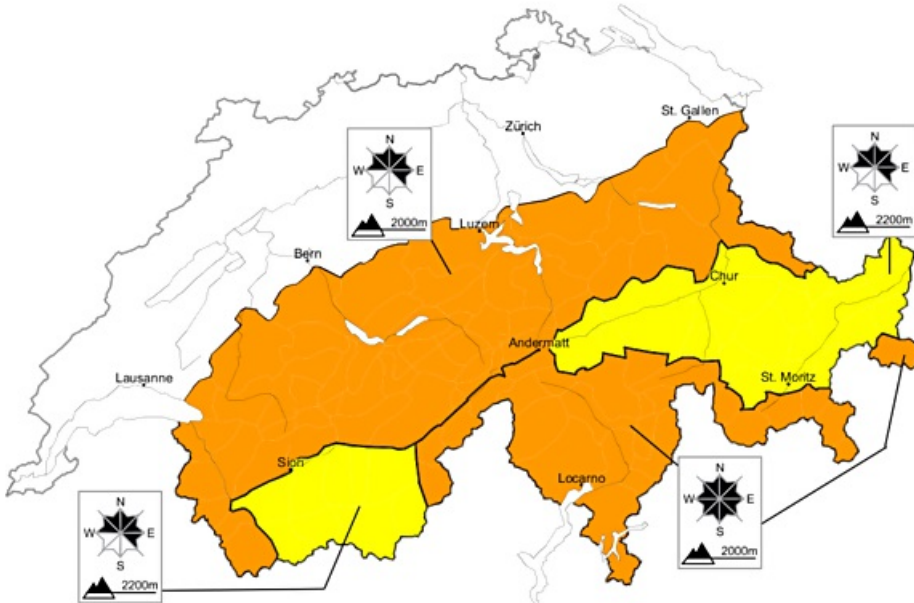 St. Gallen
Zürich
N
W E
S
2000m
N
W E
S
2200m
Luzern
Bern
Chur
Andermatt
Lausanne
St. Moritz
Sion
Locarno
N
W E
S
2200m
N
W E
S
2000m